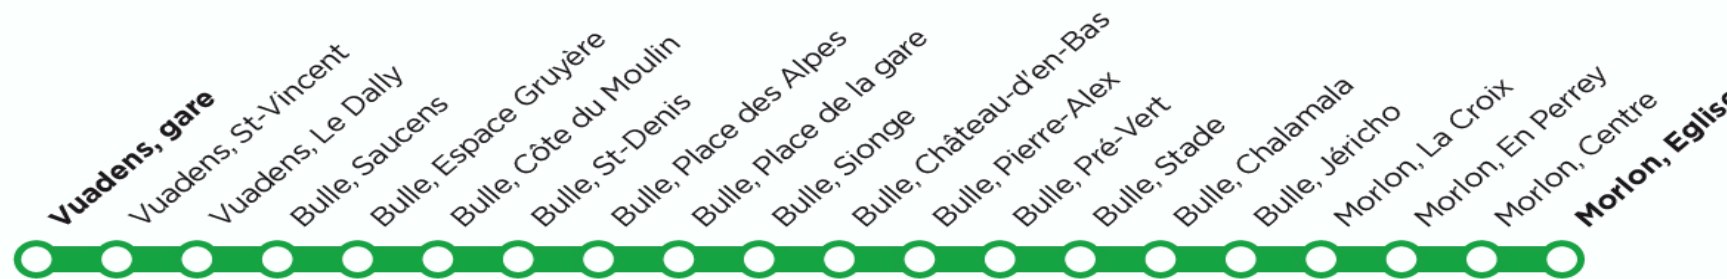 Vuadens, gare
Vuadens, St-Vincent
Vuadens, Le Dally
Bulle, Saucens
Bulle, Espace Gruyère
Bulle, Côte du Moulin
Bulle, St-Denis
Bulle, Place des Alpes
Bulle, Place de la gare
Bulle, Sionge
Bulle, Château-d'en-Bas
Bulle, Pierre-Alex
Bulle, Pré-Vert
Bulle, Stade
Bulle, Chalamala
Bulle, Jéricho
Morlon, La Croix
Morlon, En Perrey
Morlon, Centre
Morlon, Eglise